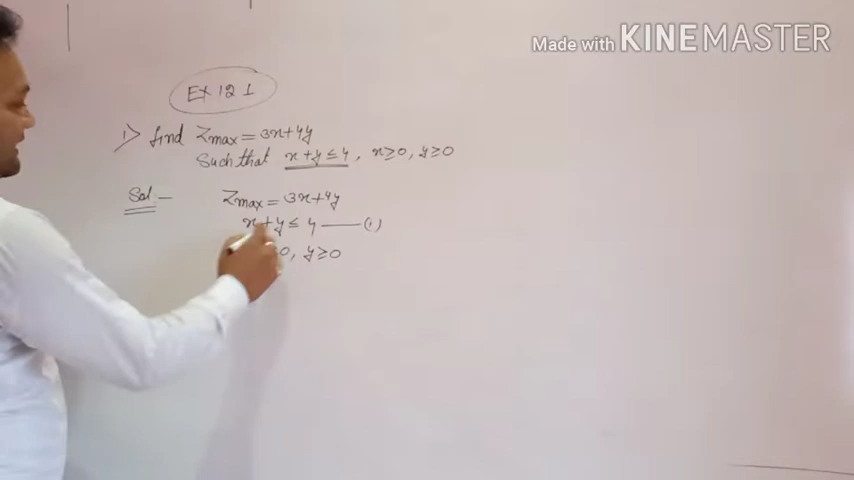 Made with KINEMASTER
Ex 12.1
1) find Zmax = 3x+4y
Such that x+y≤4, x≥0, y≥0
Sol – Zmax = 3x+4y
x+y≤4 —— (1)
0, y≥0